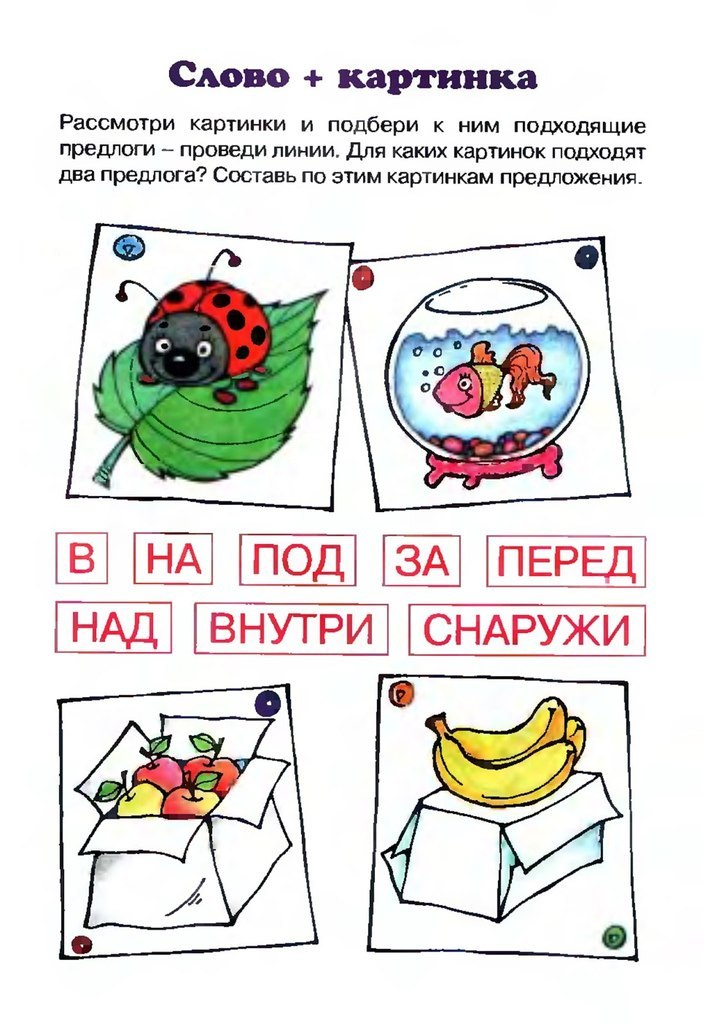 Слово + картинка
Рассмотри картинки и подбери к ним подходящие
предлоги – проведи линии. Для каких картинок подходят
два предлога? Составь по этим картинкам предложения.
В НА ПОД ЗА ПЕРЕД
НАД ВНУТРИ СНАРУЖИ